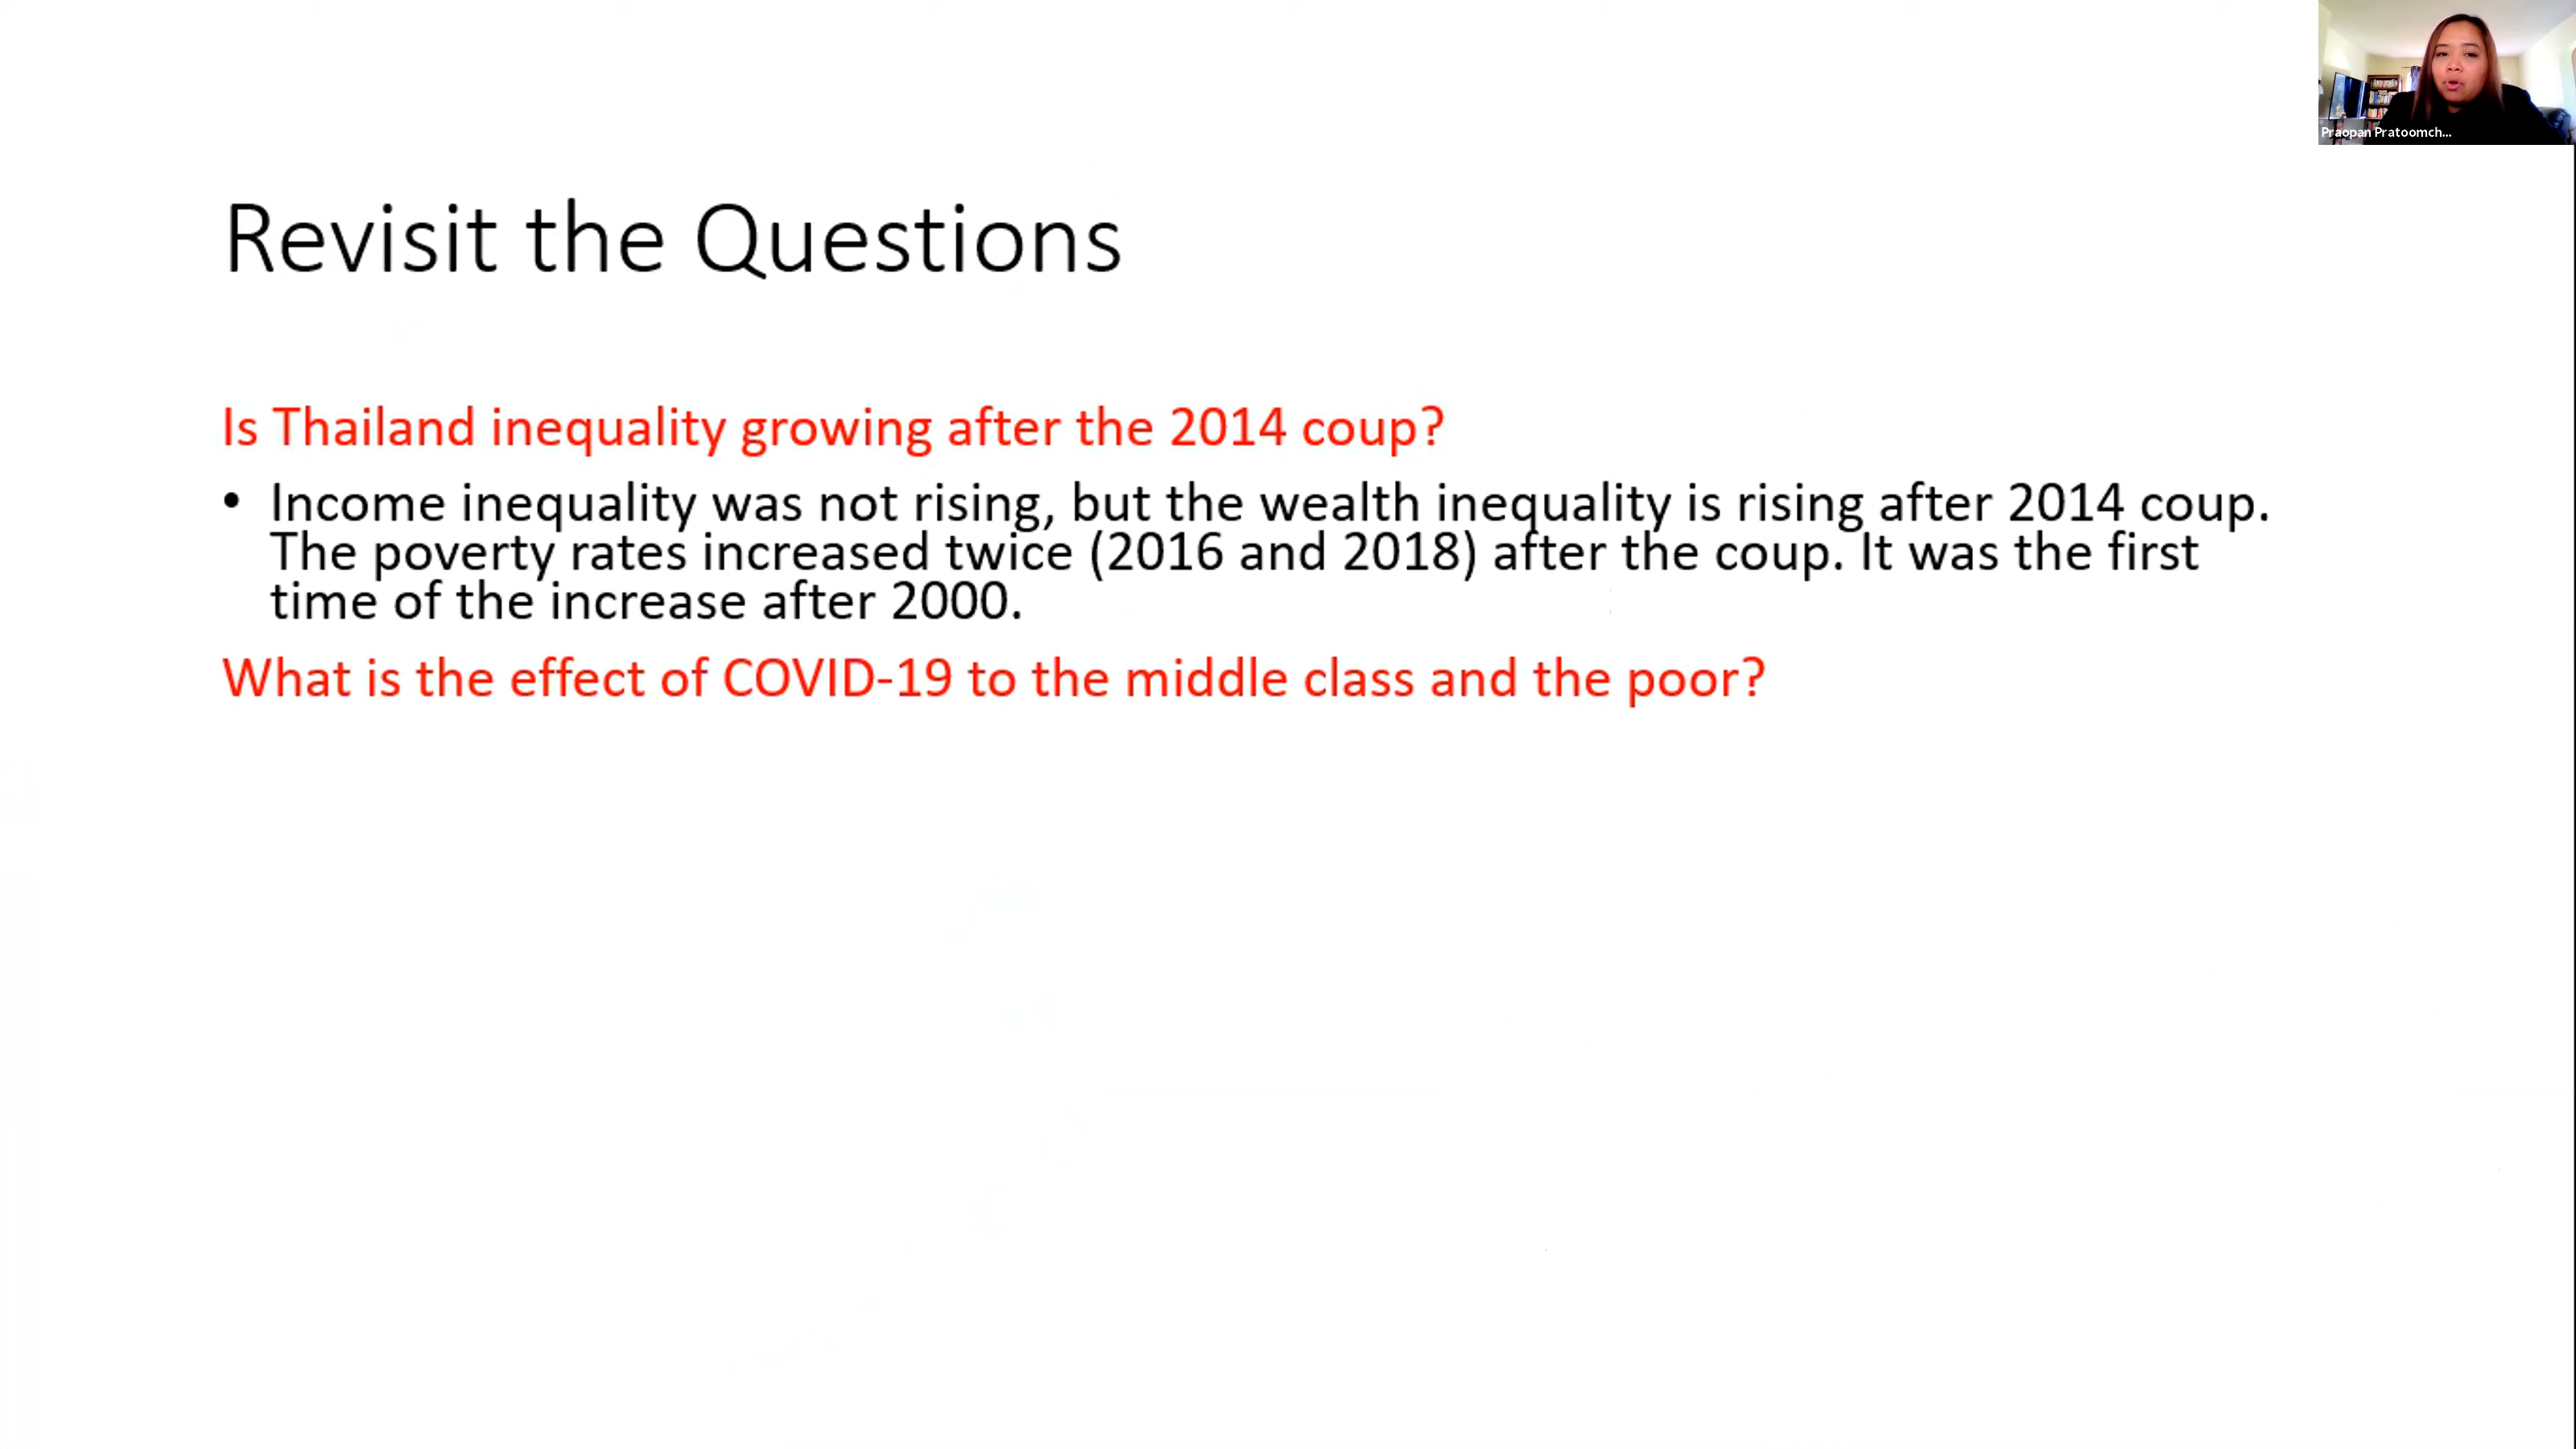 Praopan Pratoomch...
Revisit the Questions
Is Thailand inequality growing after the 2014 coup?
• Income inequality was not rising, but the wealth inequality is rising after 2014 coup.
The poverty rates increased twice (2016 and 2018) after the coup. It was the first
time of the increase after 2000.
What is the effect of COVID-19 to the middle class and the poor?